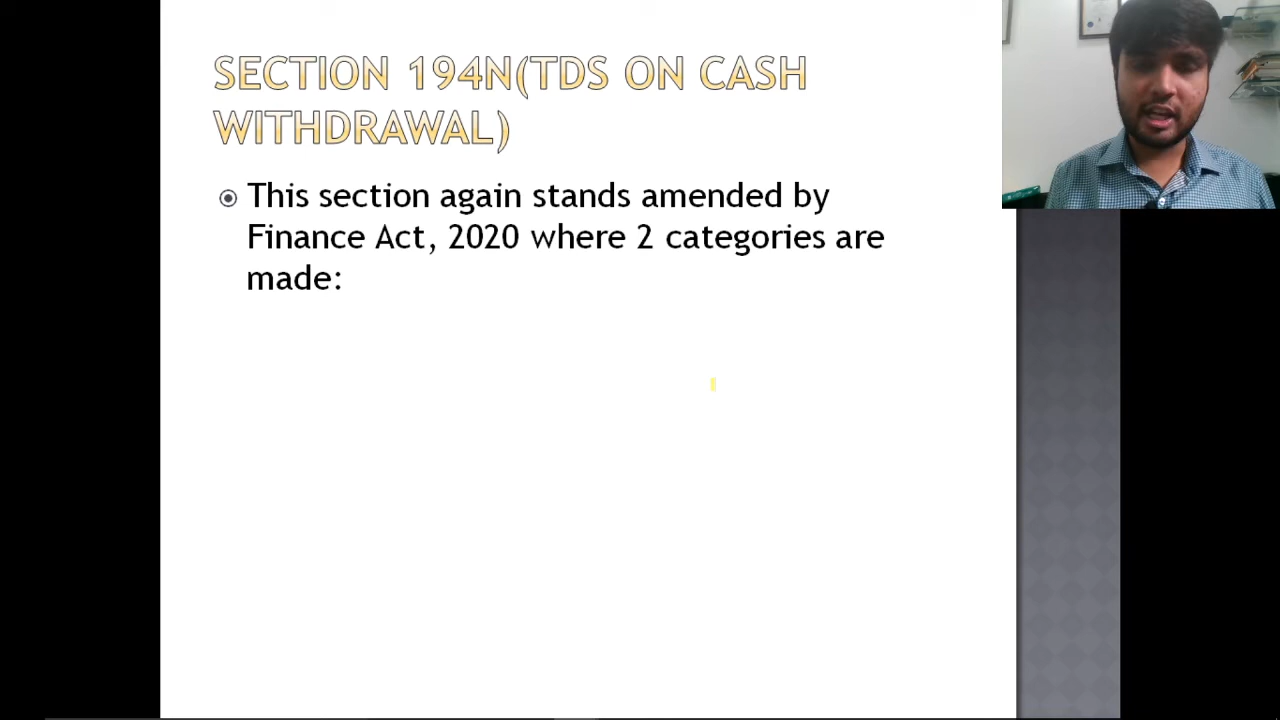 SECTION 194N(TDS ON CASH
WITHDRAWAL)
This section again stands amended by
Finance Act, 2020 where 2 categories are
made: